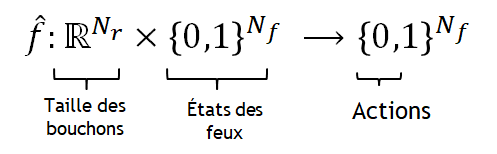 f̂: ℝ^{N_r} × {0,1}^{N_f} ⟶ {0,1}^{N_f}
Taille des bouchons
États des feux
Actions